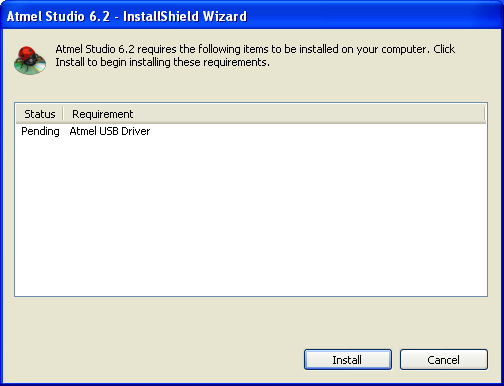 Atmel Studio 6.2 - InstallShield Wizard
Atmel Studio 6.2 requires the following items to be installed on your computer. Click
Install to begin installing these requirements.
Status Requirement
Pending Atmel USB Driver
Install Cancel